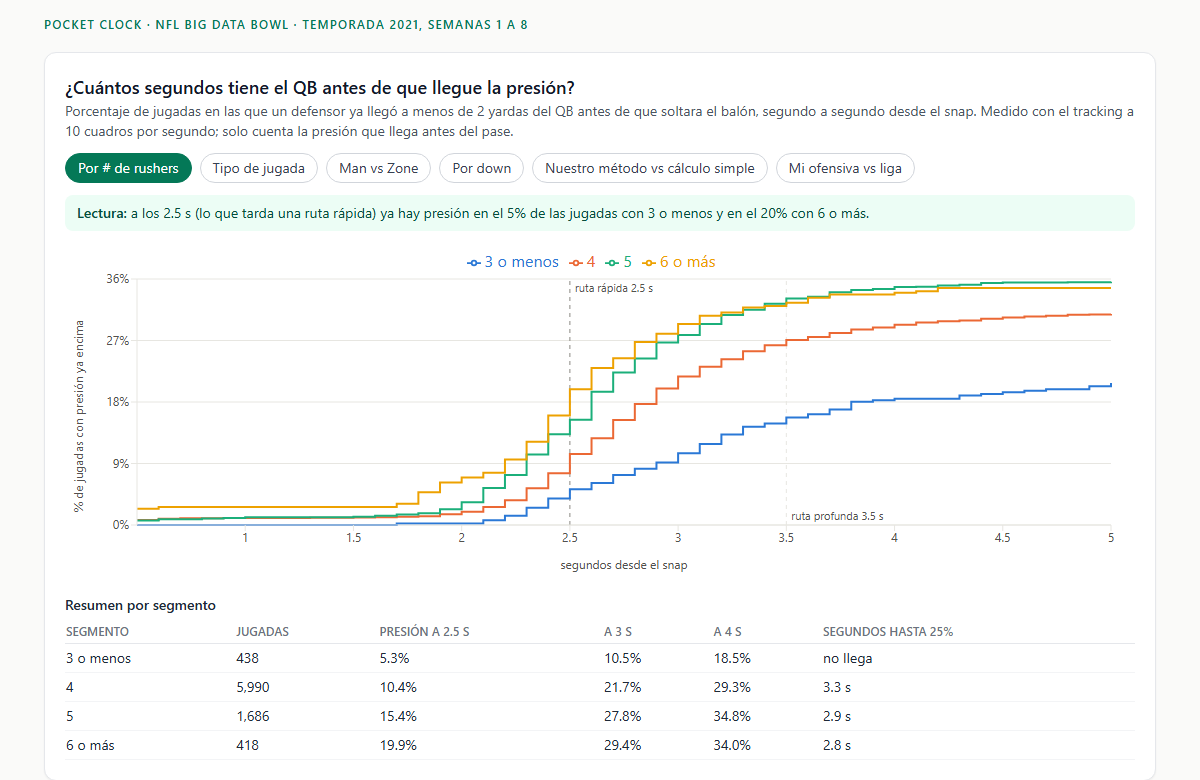 POCKET CLOCK · NFL BIG DATA BOWL · TEMPORADA 2021, SEMANAS 1 A 8
¿Cuántos segundos tiene el QB antes de que llegue la presión?
Porcentaje de jugadas en las que un defensor ya llegó a menos de 2 yardas del QB antes de que soltara el balón, segundo a segundo desde el snap. Medido con el tracking a
10 cuadros por segundo; solo cuenta la presión que llega antes del pase.
Por # de rushers Tipo de jugada Man vs Zone Por down Nuestro método vs cálculo simple Mi ofensiva vs liga
Lectura: a los 2.5 s (lo que tarda una ruta rápida) ya hay presión en el 5% de las jugadas con 3 o menos y en el 20% con 6 o más.
3 o menos 4 5 6 o más
36%
27%
18%
9%
0%
% de jugadas con presión ya encima
ruta rápida 2.5 s
ruta profunda 3.5 s
1 1.5 2 2.5 3 3.5 4 4.5 5
segundos desde el snap
Resumen por segmento
SEGMENTO JUGADAS PRESIÓN A 2.5 S A 3 S A 4 S SEGUNDOS HASTA 25%
3 o menos 438 5.3% 10.5% 18.5% no llega
4 5,990 10.4% 21.7% 29.3% 3.3 s
5 1,686 15.4% 27.8% 34.8% 2.9 s
6 o más 418 19.9% 29.4% 34.0% 2.8 s